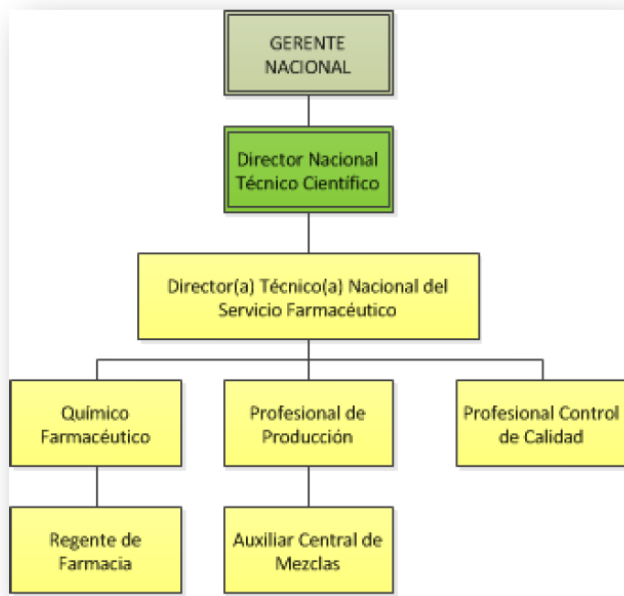 GERENTE
NACIONAL
Director Nacional
Técnico Científico
Director(a) Técnico(a) Nacional del
Servicio Farmacéutico
Químico
Farmacéutico
Profesional de
Producción
Profesional Control
de Calidad
Regente de
Farmacia
Auxiliar Central de
Mezclas